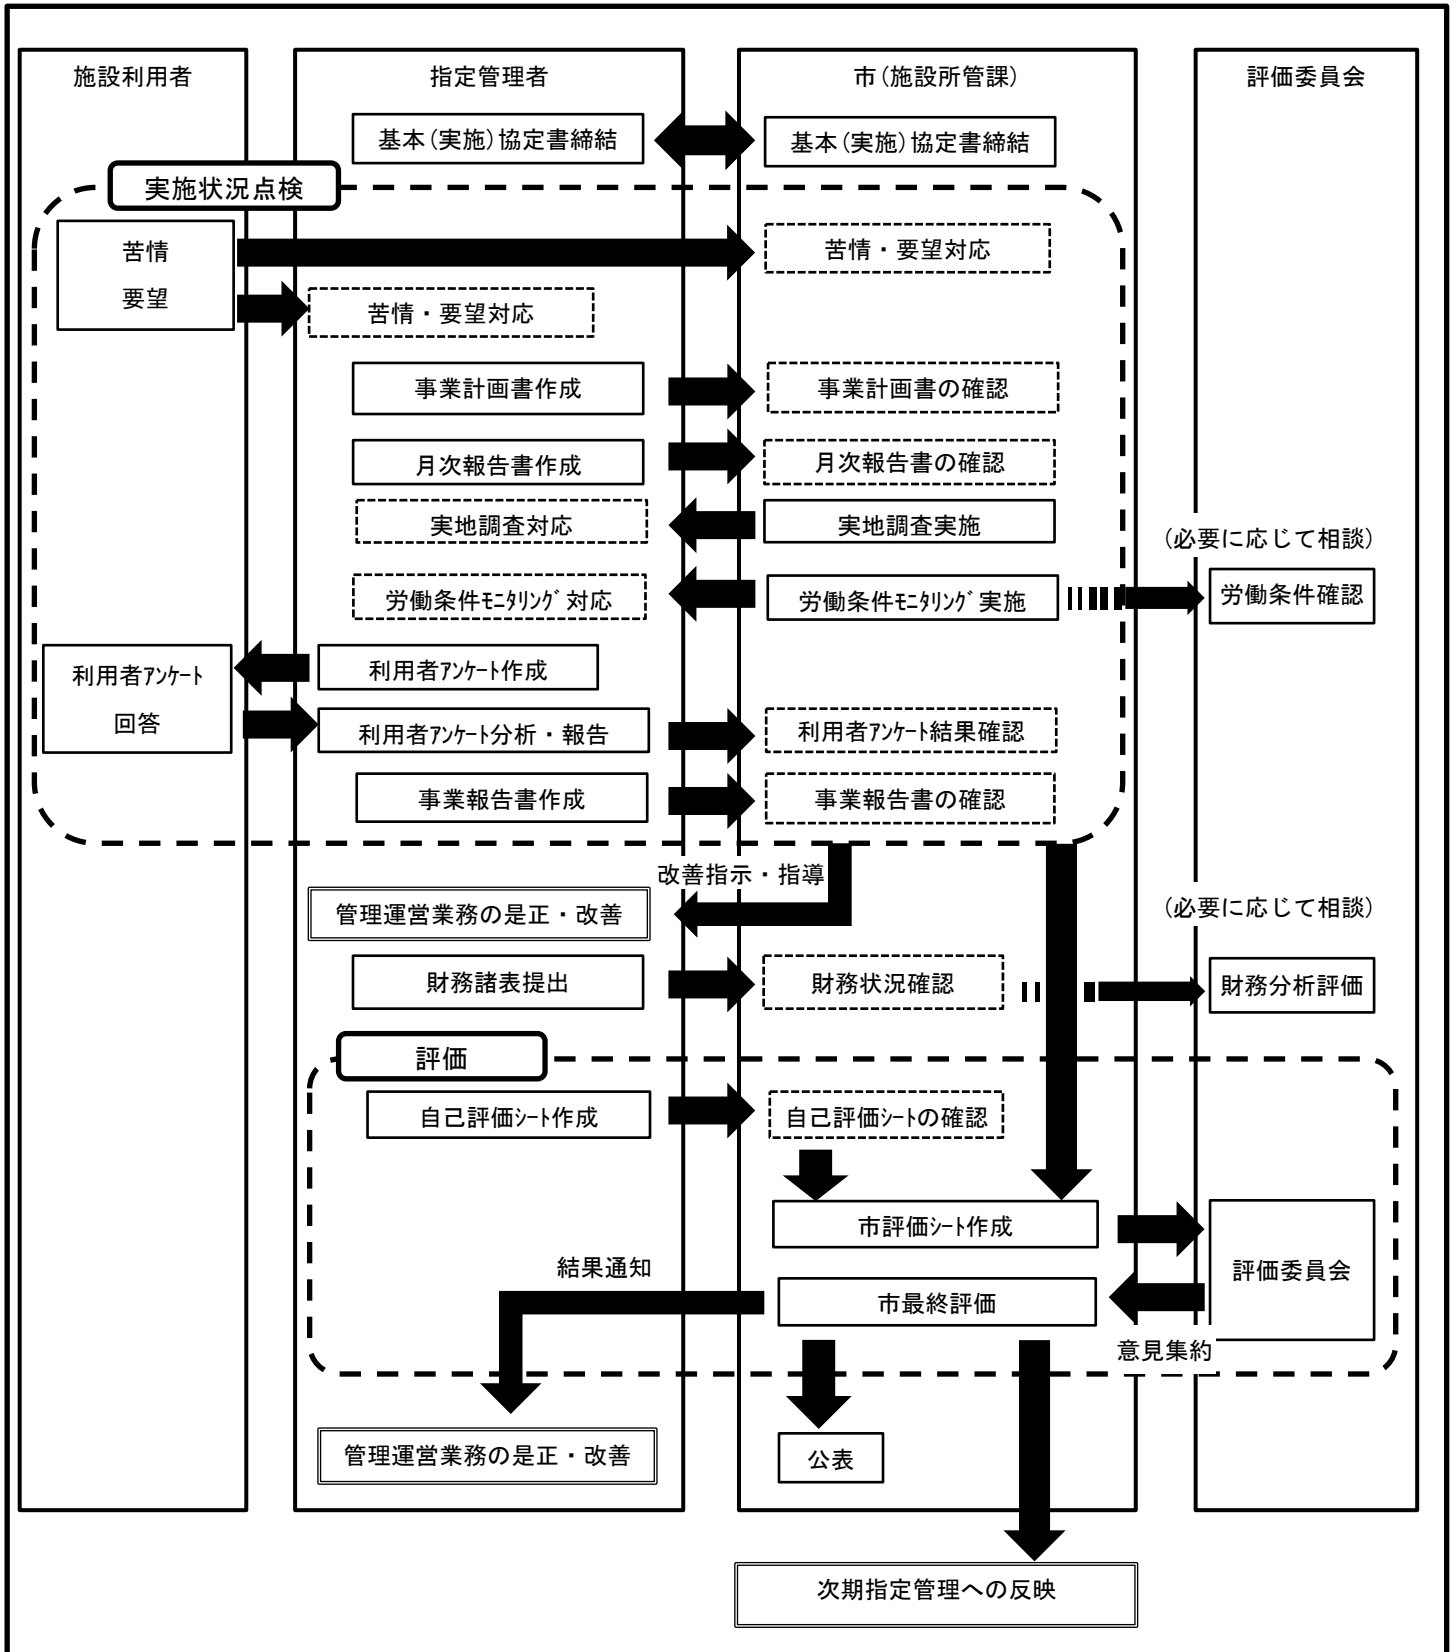 施設利用者
指定管理者
市(施設所管課)
評価委員会
基本(実施)協定書締結
基本(実施)協定書締結
実施状況点検
苦情
要望
苦情・要望対応
苦情・要望対応
事業計画書作成
事業計画書の確認
月次報告書作成
月次報告書の確認
実地調査対応
実地調査実施
(必要に応じて相談)
労働条件ﾓﾆﾀﾘﾝｸﾞ対応
労働条件ﾓﾆﾀﾘﾝｸﾞ実施
労働条件確認
利用者ｱﾝｹｰﾄ
回答
利用者ｱﾝｹｰﾄ作成
利用者ｱﾝｹｰﾄ分析・報告
利用者ｱﾝｹｰﾄ結果確認
事業報告書作成
事業報告書の確認
改善指示・指導
管理運営業務の是正・改善
(必要に応じて相談)
財務諸表提出
財務状況確認
財務分析評価
評価
自己評価ｼｰﾄ作成
自己評価ｼｰﾄの確認
市評価ｼｰﾄ作成
評価委員会
結果通知
市最終評価
意見集約
管理運営業務の是正・改善
公表
次期指定管理への反映